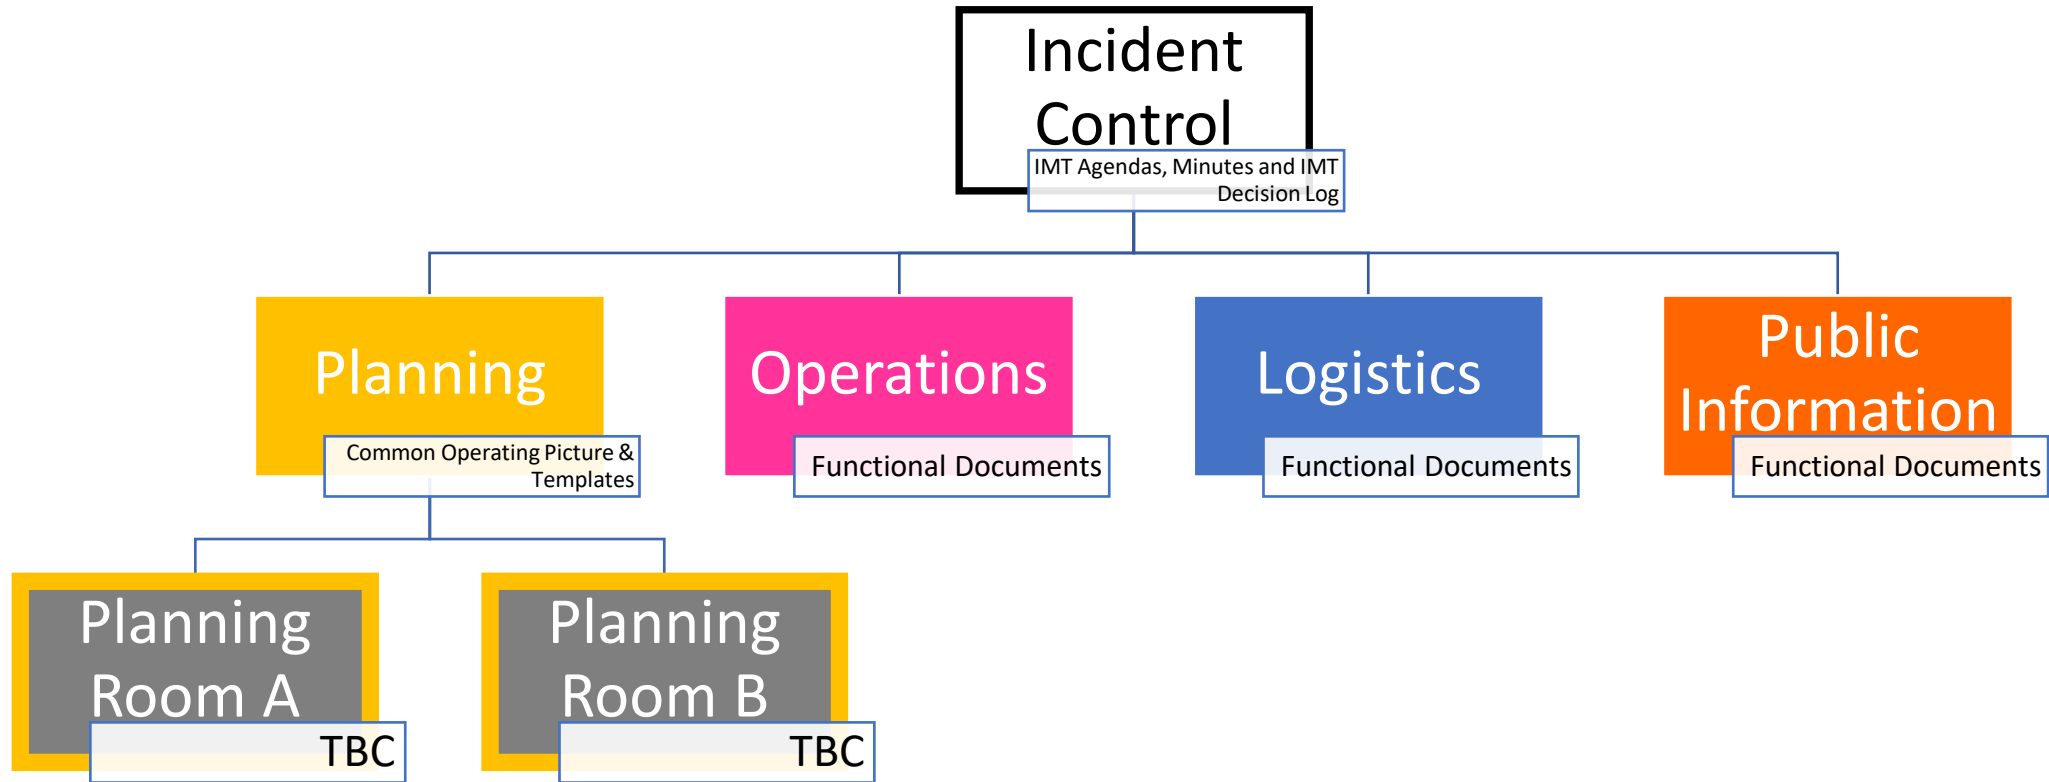 Incident
Control
IMT Agendas, Minutes and IMT
Decision Log
Planning
Common Operating Picture &
Templates
Operations
Functional Documents
Logistics
Functional Documents
Public
Information
Functional Documents
Planning
Room A
TBC
Planning
Room B
TBC